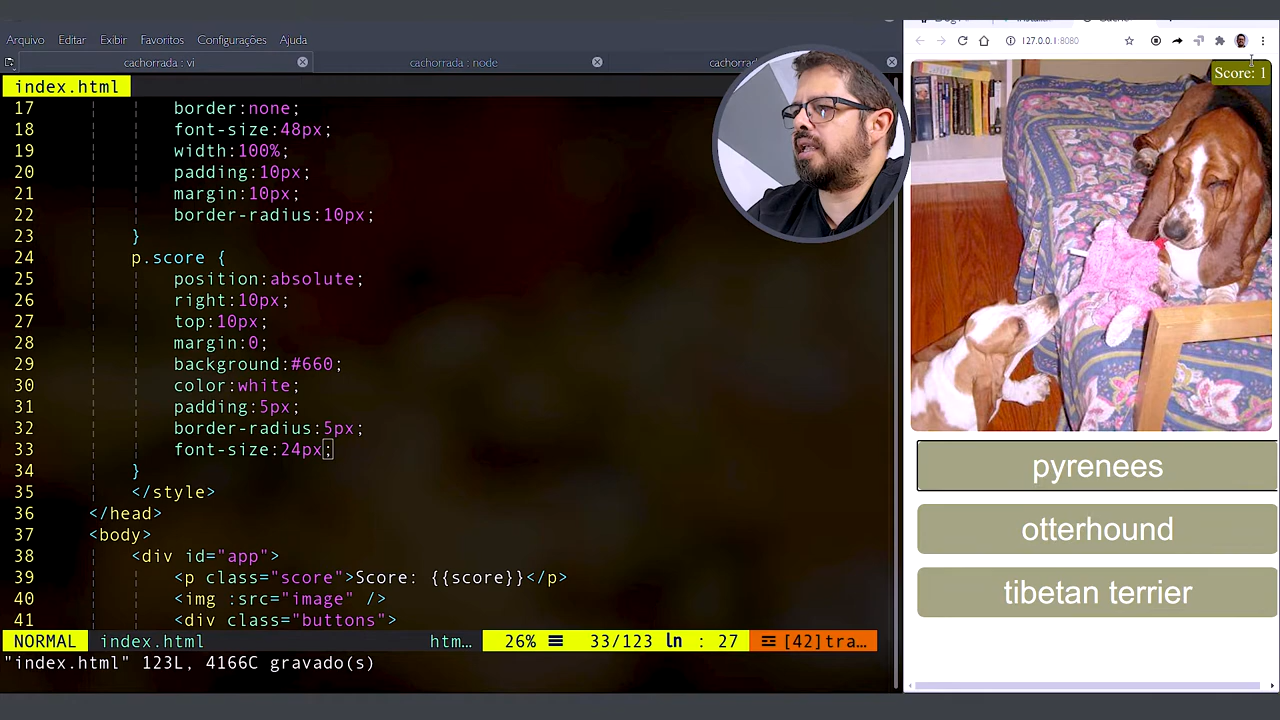 Arquivo Editar Exibir Favoritos Configurações Ajuda
cachorrada : vi
cachorrada : node
index.html
17 border:none;
18 font-size:48px;
19 width:100%;
20 padding:10px;
21 margin:10px;
22 border-radius:10px;
23 }
24 p.score {
25 position:absolute;
26 right:10px;
27 top:10px;
28 margin:0;
29 background:#660;
30 color:white;
31 padding:5px;
32 border-radius:5px;
33 font-size:24px;
34 }
35 </style>
36 </head>
37 <body>
38 <div id="app">
39 <p class="score">Score: {{score}}</p>
40 <img :src="image" />
41 <div class="buttons">
NORMAL index.html htm… 26% 33/123 ln : 27 [42]tra…
"index.html" 123L, 4166C gravado(s)
127.0.0.1:8080
Score: 1
pyrenees
otterhound
tibetan terrier